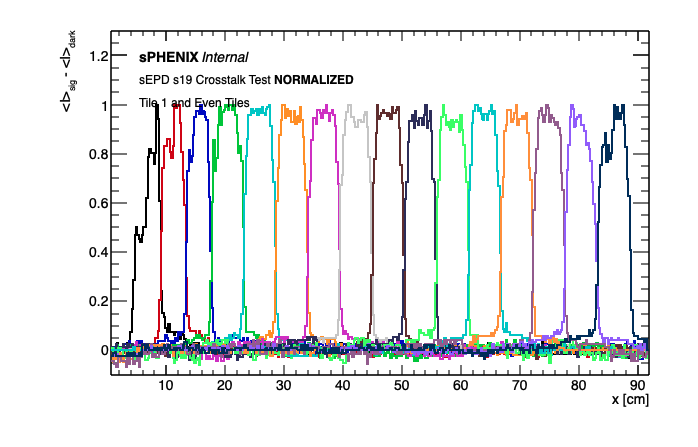 <I>sig - <I>dark
sPHENIX Internal
sEPD s19 Crosstalk Test NORMALIZED
Tile 1 and Even Tiles
1.2
1
0.8
0.6
0.4
0.2
0
10 20 30 40 50 60 70 80 90
x [cm]